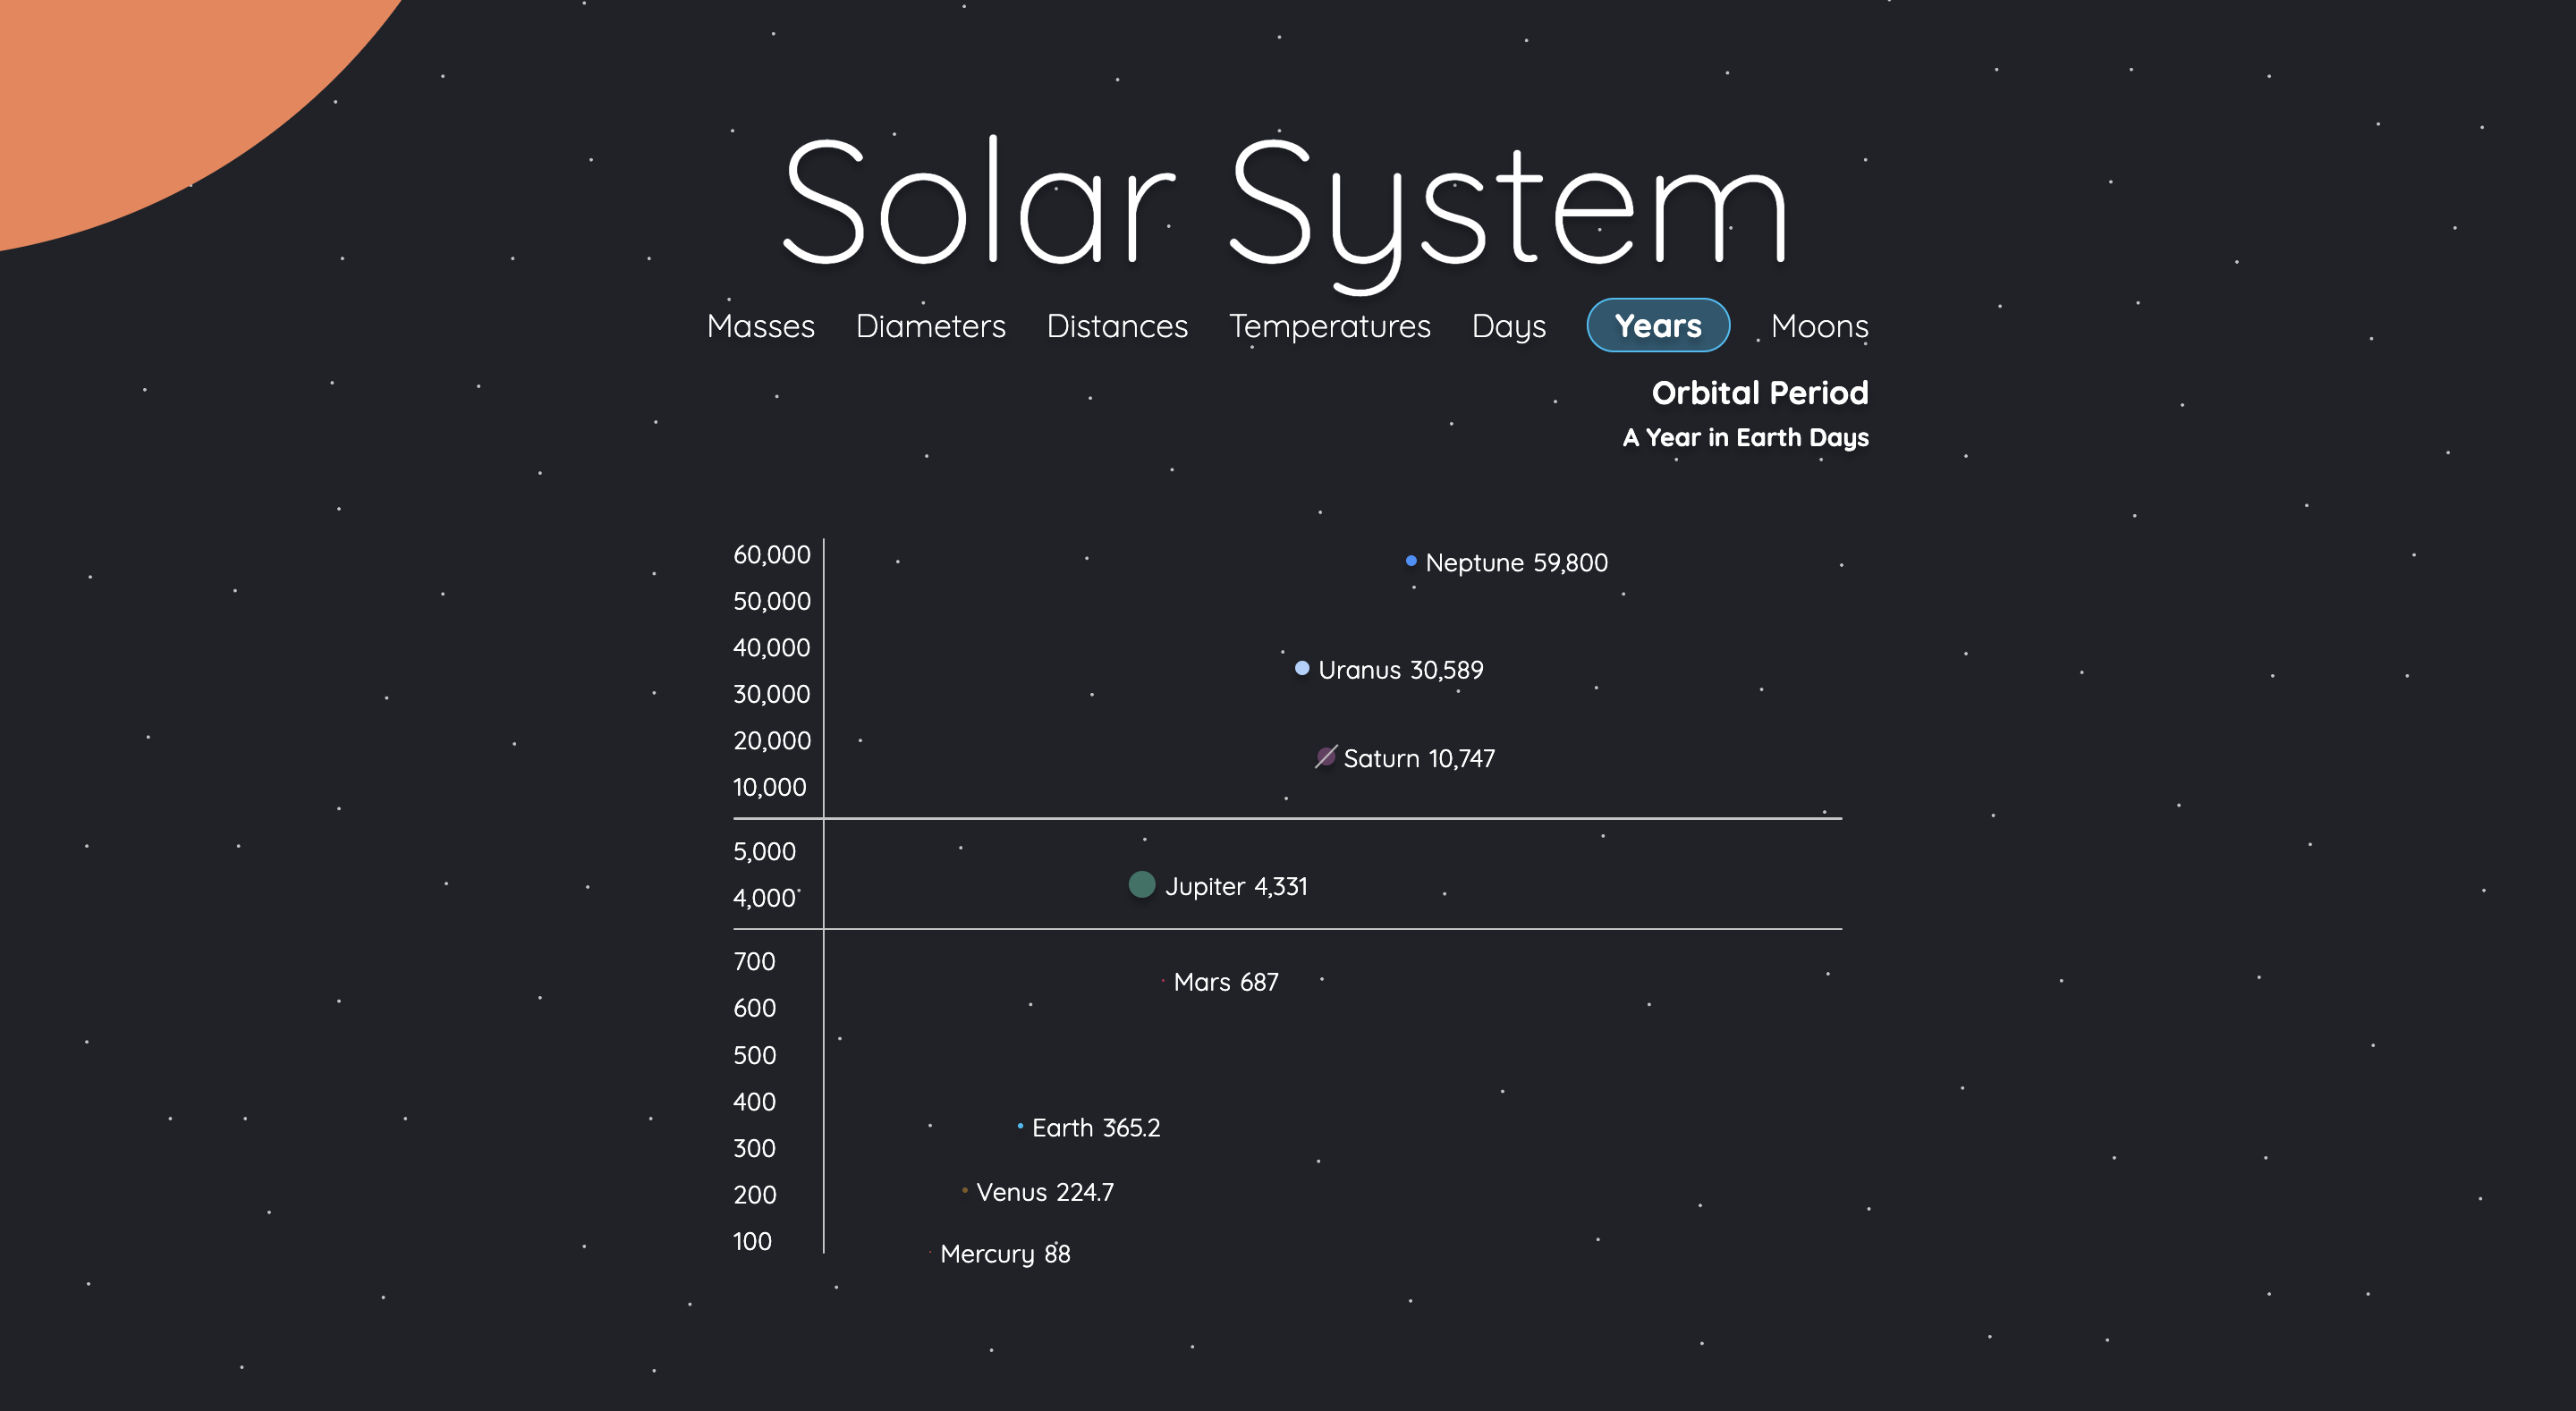 Solar System
Masses Diameters Distances Temperatures Days Years Moons
Orbital Period
A Year in Earth Days
60,000
Neptune 59,800
50,000
40,000
Uranus 30,589
30,000
20,000
Saturn 10,747
10,000
5,000
Jupiter 4,331
4,000
700
Mars 687
600
500
400
Earth 365.2
300
Venus 224.7
200
100
Mercury 88